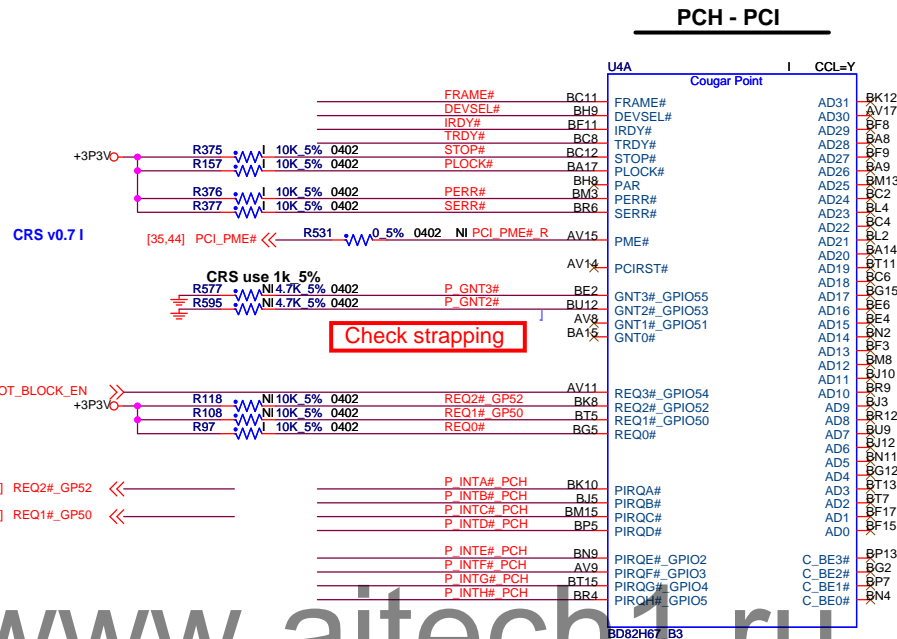 PCH - PCI
U4A I CCL=Y
Cougar Point
FRAME# BC11 FRAME# AD31 BK12
DEVSEL# BH9 DEVSEL# AD30 AV17
IRDY# BF11 IRDY# AD29 BF8
TRDY# BC8 TRDY# AD28 BA8
+3P3V R375 I 10K_5% 0402 STOP# BC12 STOP# AD27 BF9
R157 I 10K_5% 0402 PLOCK# BA17 PLOCK# AD26 BA9
BH8 PAR AD25 BM13
R376 I 10K_5% 0402 PERR# BM3 PERR# AD24 BC2
R377 I 10K_5% 0402 SERR# BR6 SERR# AD23 BL4
AD22 BC4
CRS v0.7 I [35,44] PCI_PME# R531 0_5% 0402 NI PCI_PME#_R AV15 PME# AD21 BL2
AD20 BA14
AV14 PCIRST# AD19 BT11
CRS use 1k_5% AD18 BC6
R577 NI 4.7K_5% 0402 P_GNT3# BE2 GNT3#_GPIO55 AD17 BG15
R595 NI 4.7K_5% 0402 P_GNT2# BU12 GNT2#_GPIO53 AD16 BE6
AV8 GNT1#_GPIO51 AD15 BE4
Check strapping BA15 GNT0# AD14 BN2
AD13 BF3
AD12 BM8
AD11 BJ10
OT_BLOCK_EN AV11 REQ3#_GPIO54 AD10 BR9
+3P3V R118 NI 10K_5% 0402 REQ2#_GP52 BK8 REQ2#_GPIO52 AD9 BJ3
R108 NI 10K_5% 0402 REQ1#_GP50 BT5 REQ1#_GPIO50 AD8 BR12
R97 I 10K_5% 0402 REQ0# BG5 REQ0# AD7 BU9
AD6 BJ12
AD5 BN11
AD4 BG12
] REQ2#_GP52 P_INTA#_PCH BK10 PIRQA# AD3 BT13
P_INTB#_PCH BJ5 PIRQB# AD2 BT7
] REQ1#_GP50 P_INTC#_PCH BM15 PIRQC# AD1 BF17
P_INTD#_PCH BP5 PIRQD# AD0 BF15
P_INTE#_PCH BN9 PIRQE#_GPIO2 C_BE3# BP13
P_INTF#_PCH AV9 PIRQF#_GPIO3 C_BE2# BG2
P_INTG#_PCH BT15 PIRQG#_GPIO4 C_BE1# BP7
P_INTH#_PCH BR4 PIRQH#_GPIO5 C_BE0# BN4
www.aitech1.ru
BD82H67_B3